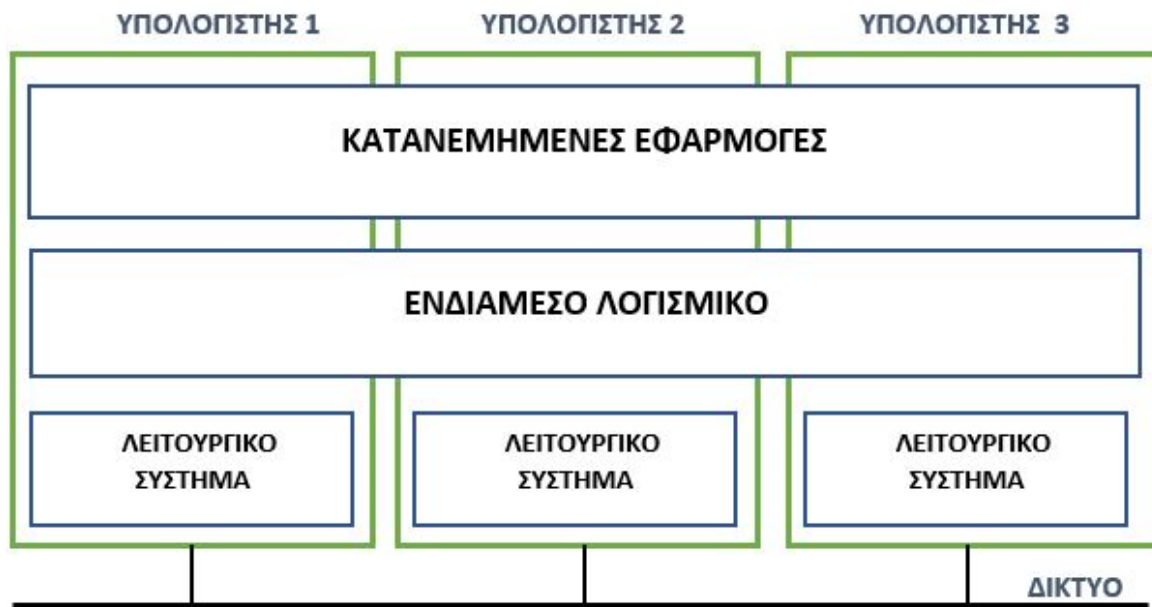 ΥΠΟΛΟΓΙΣΤΗΣ 1
ΥΠΟΛΟΓΙΣΤΗΣ 2
ΥΠΟΛΟΓΙΣΤΗΣ 3
ΚΑΤΑΝΕΜΗΜΕΝΕΣ ΕΦΑΡΜΟΓΕΣ
ΕΝΔΙΑΜΕΣΟ ΛΟΓΙΣΜΙΚΟ
ΛΕΙΤΟΥΡΓΙΚΟ
ΣΥΣΤΗΜΑ
ΛΕΙΤΟΥΡΓΙΚΟ
ΣΥΣΤΗΜΑ
ΛΕΙΤΟΥΡΓΙΚΟ
ΣΥΣΤΗΜΑ
ΔΙΚΤΥΟ